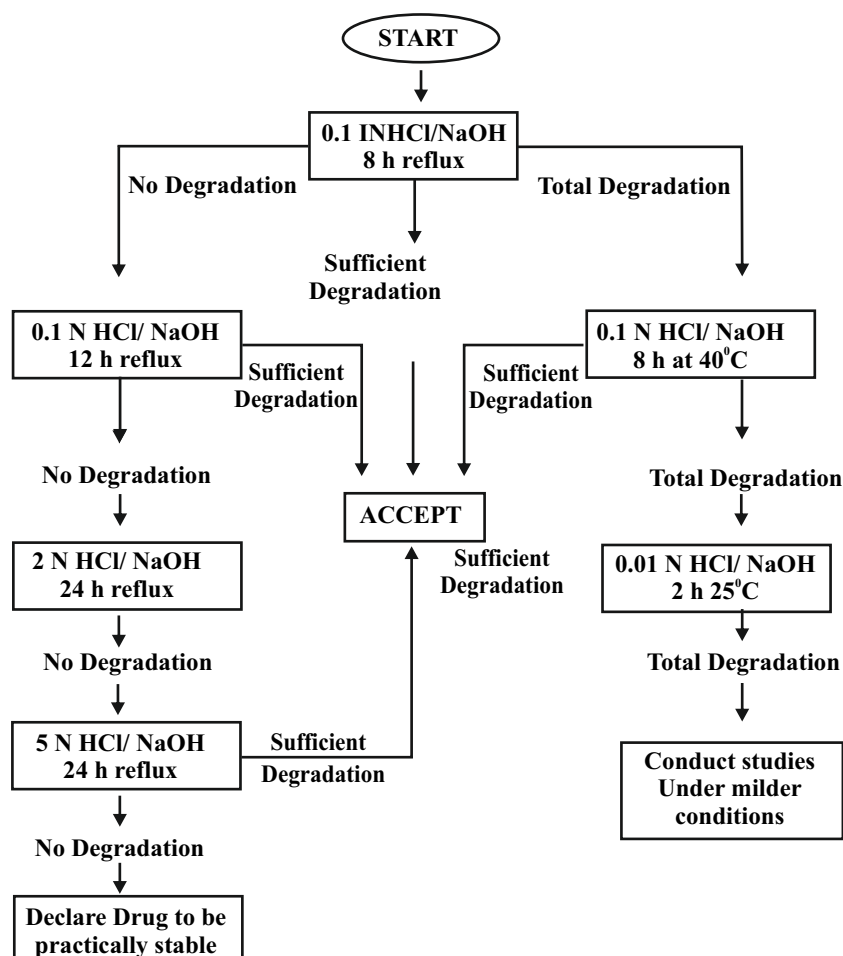 START
0.1 INHCl/NaOH
8 h reflux
No Degradation
Total Degradation
Sufficient
Degradation
0.1 N HCl/ NaOH
12 h reflux
0.1 N HCl/ NaOH
8 h at 40⁰C
Sufficient
Degradation
Sufficient
Degradation
No Degradation
Total Degradation
ACCEPT
2 N HCl/ NaOH
24 h reflux
Sufficient
Degradation
0.01 N HCl/ NaOH
2 h 25⁰C
No Degradation
Total Degradation
5 N HCl/ NaOH
24 h reflux
Sufficient
Degradation
Conduct studies
Under milder
conditions
No Degradation
Declare Drug to be
practically stable